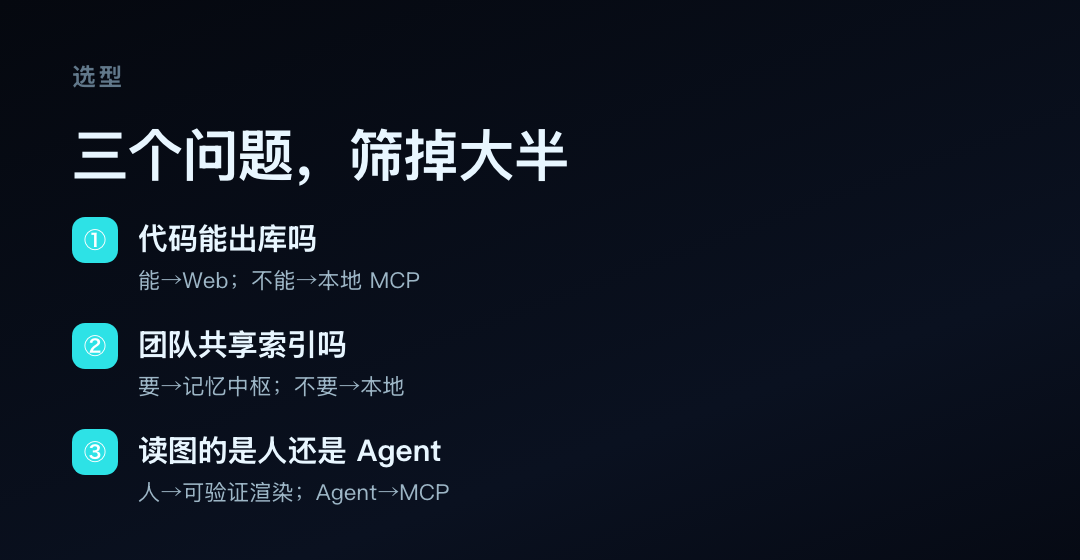 选型
三个问题，筛掉大半
① 代码能出库吗
能→Web；不能→本地 MCP
② 团队共享索引吗
要→记忆中枢；不要→本地
③ 读图的是人还是 Agent
人→可验证渲染；Agent→MCP